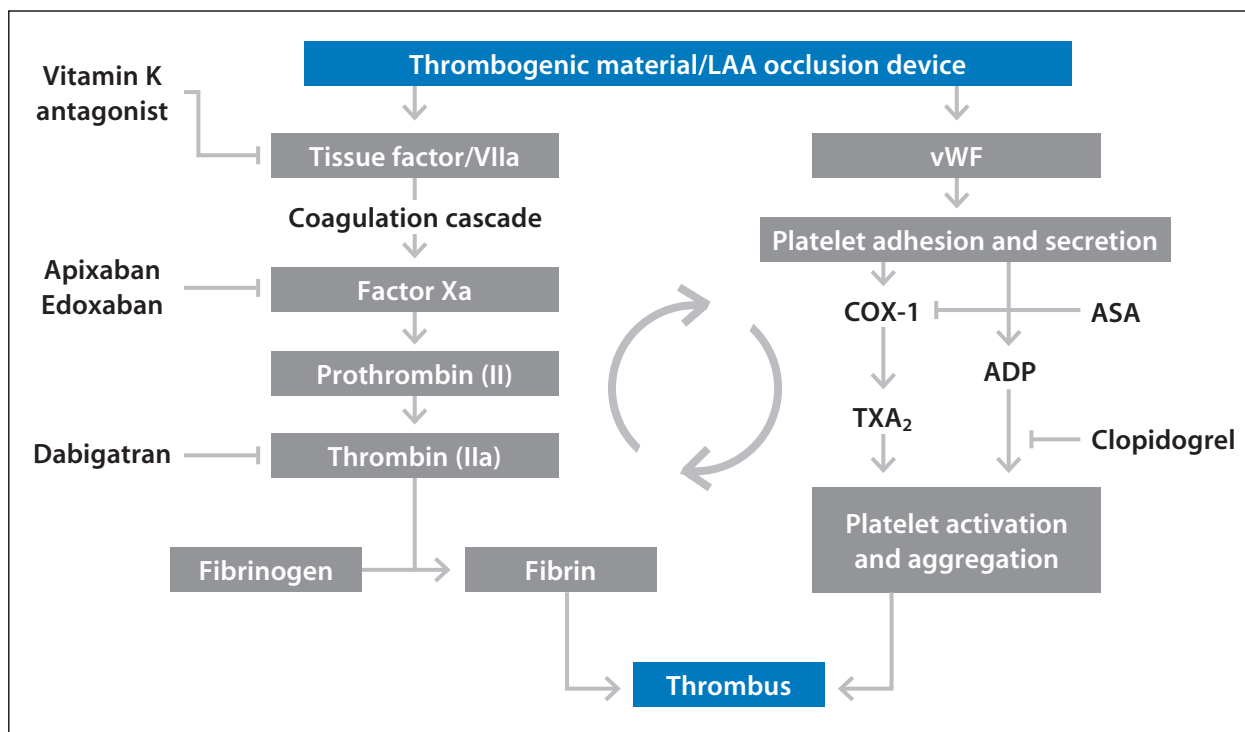 Thrombogenic material/LAA occlusion device
Vitamin K
antagonist
Tissue factor/VIIa
vWF
Coagulation cascade
Platelet adhesion and secretion
Apixaban
Edoxaban
Factor Xa
COX-1
ASA
Prothrombin (II)
ADP
TXA₂
Dabigatran
Thrombin (IIa)
Clopidogrel
Platelet activation
and aggregation
Fibrinogen
Fibrin
Thrombus